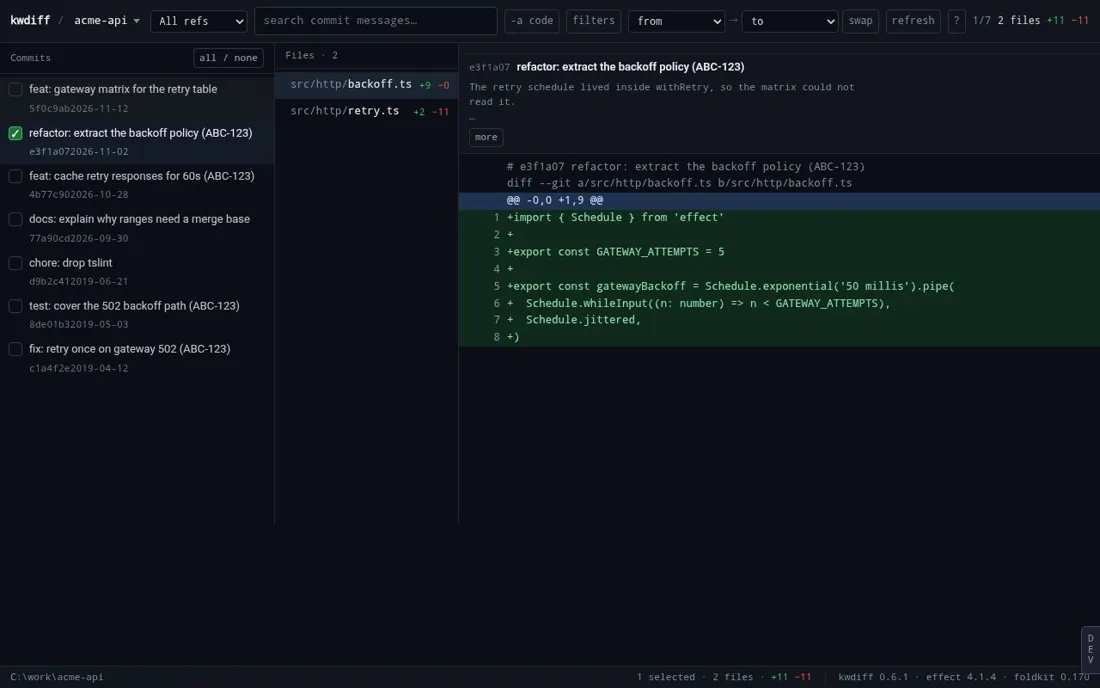 kwdiff / acme-api ▾ All refs search commit messages… -a code filters from → to swap refresh ? 1/7 2 files +11 −11
Commits all / none
feat: gateway matrix for the retry table
5f0c9ab2026-11-12
refactor: extract the backoff policy (ABC-123)
e3f1a072026-11-02
feat: cache retry responses for 60s (ABC-123)
4b77c902026-10-28
docs: explain why ranges need a merge base
77a90cd2026-09-30
chore: drop tslint
d9b2c412019-06-21
test: cover the 502 backoff path (ABC-123)
8de01b32019-05-03
fix: retry once on gateway 502 (ABC-123)
c1a4f2e2019-04-12
Files · 2
src/http/backoff.ts +9 −0
src/http/retry.ts +2 −11
e3f1a07 refactor: extract the backoff policy (ABC-123)
The retry schedule lived inside withRetry, so the matrix could not
read it.
…
more
# e3f1a07 refactor: extract the backoff policy (ABC-123)
diff --git a/src/http/backoff.ts b/src/http/backoff.ts
@@ -0,0 +1,9 @@
1 +import { Schedule } from 'effect'
2 +
3 +export const GATEWAY_ATTEMPTS = 5
4 +
5 +export const gatewayBackoff = Schedule.exponential('50 millis').pipe(
6 +  Schedule.whileInput((n: number) => n < GATEWAY_ATTEMPTS),
7 +  Schedule.jittered,
8 +)
DEV
C:\work\acme-api 1 selected · 2 files · +11 −11 kwdiff 0.6.1 · effect 4.1.4 · foldkit 0.170